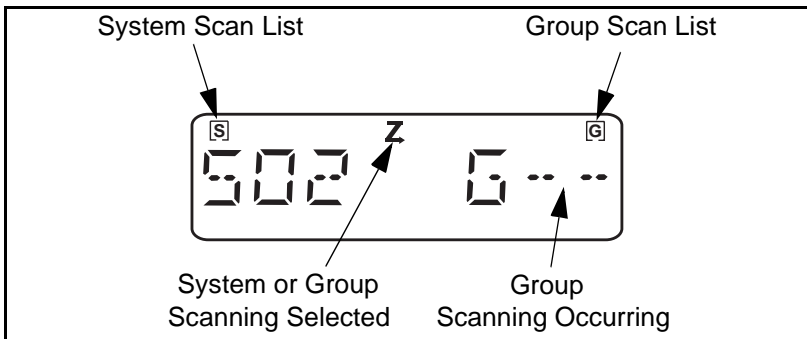 System Scan List Group Scan List
S Z G
S02 G-- --
System or Group Group
Scanning Selected Scanning Occurring